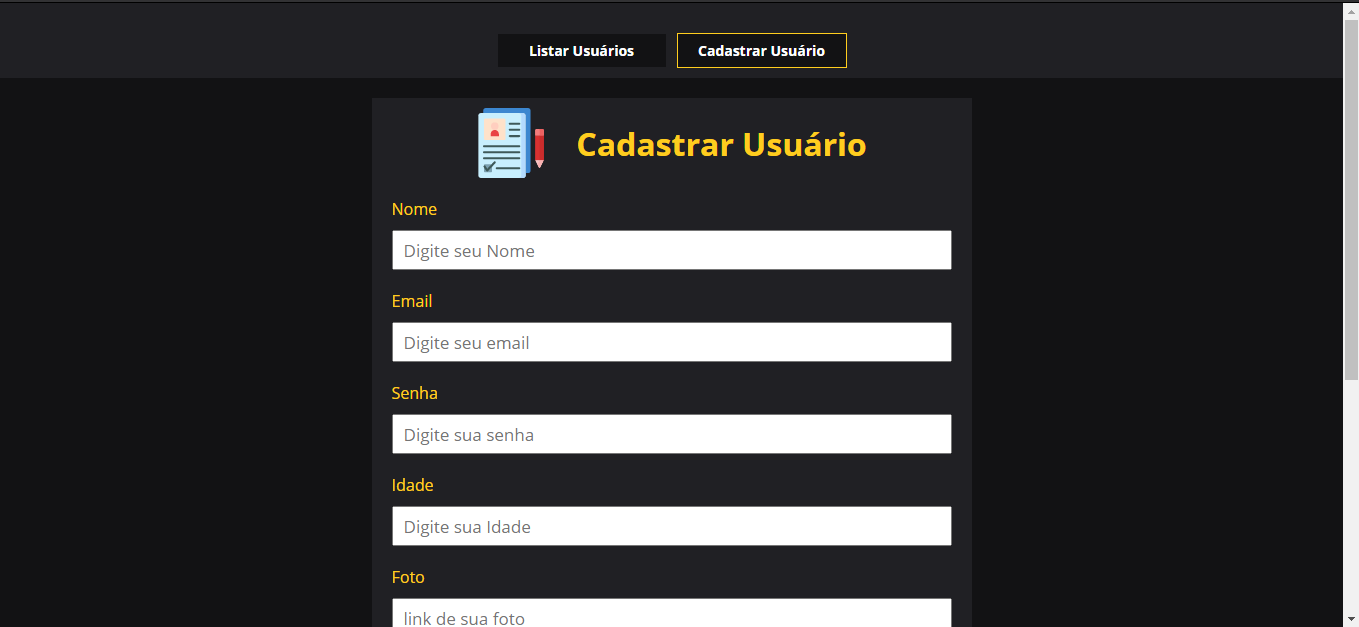 Listar Usuários Cadastrar Usuário
Cadastrar Usuário
Nome
Digite seu Nome
Email
Digite seu email
Senha
Digite sua senha
Idade
Digite sua Idade
Foto
link de sua foto